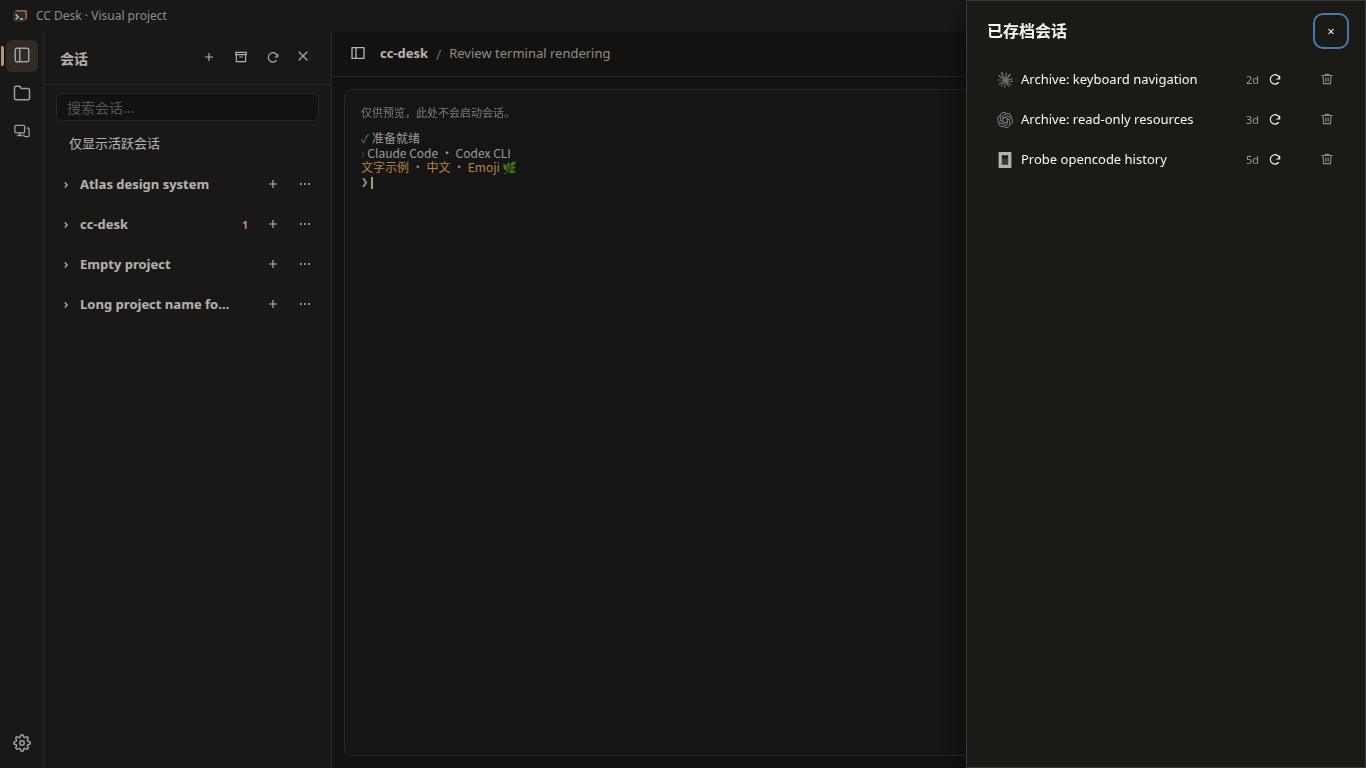 CC Desk · Visual project
会话
搜索会话...
仅显示活跃会话
Atlas design system
cc-desk 1
Empty project
Long project name fo...
cc-desk / Review terminal rendering
仅供预览，此处不会启动会话。
✓ 准备就绪
› Claude Code · Codex CLI
文字示例 · 中文 · Emoji 🌿
❯
已存档会话
Archive: keyboard navigation 2d
Archive: read-only resources 3d
Probe opencode history 5d